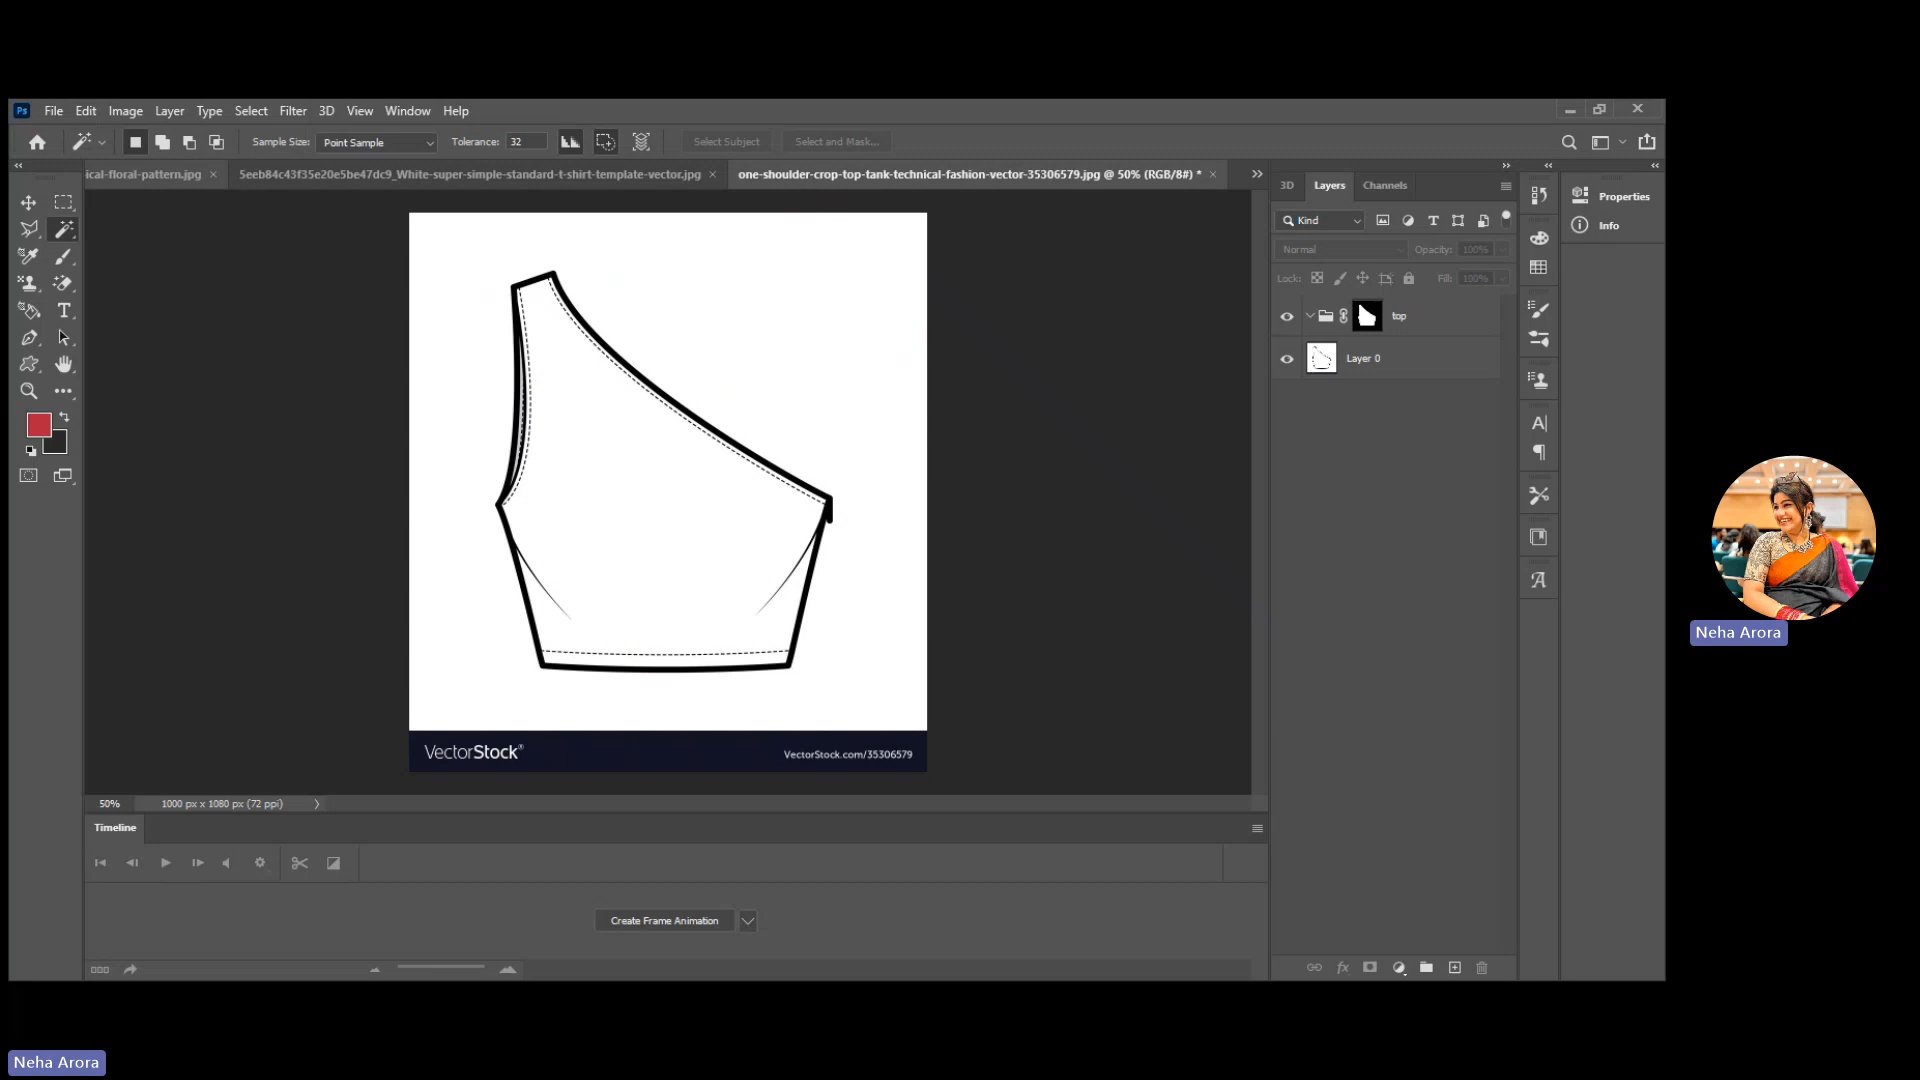 Ps File Edit Image Layer Type Select Filter 3D View Window Help
Sample Size: Point Sample Tolerance: 32 Select Subject Select and Mask...
ical-floral-pattern.jpg × 5eeb84c43f35e20e5be47dc9_White-super-simple-standard-t-shirt-template-vector.jpg × one-shoulder-crop-top-tank-technical-fashion-vector-35306579.jpg @ 50% (RGB/8#) * ×
3D Layers Channels
Properties
Info
Kind
Normal Opacity: 100%
Lock: Fill: 100%
top
Layer 0
VectorStock®
VectorStock.com/35306579
50% 1000 px x 1080 px (72 ppi)
Timeline
Create Frame Animation
Neha Arora
Neha Arora